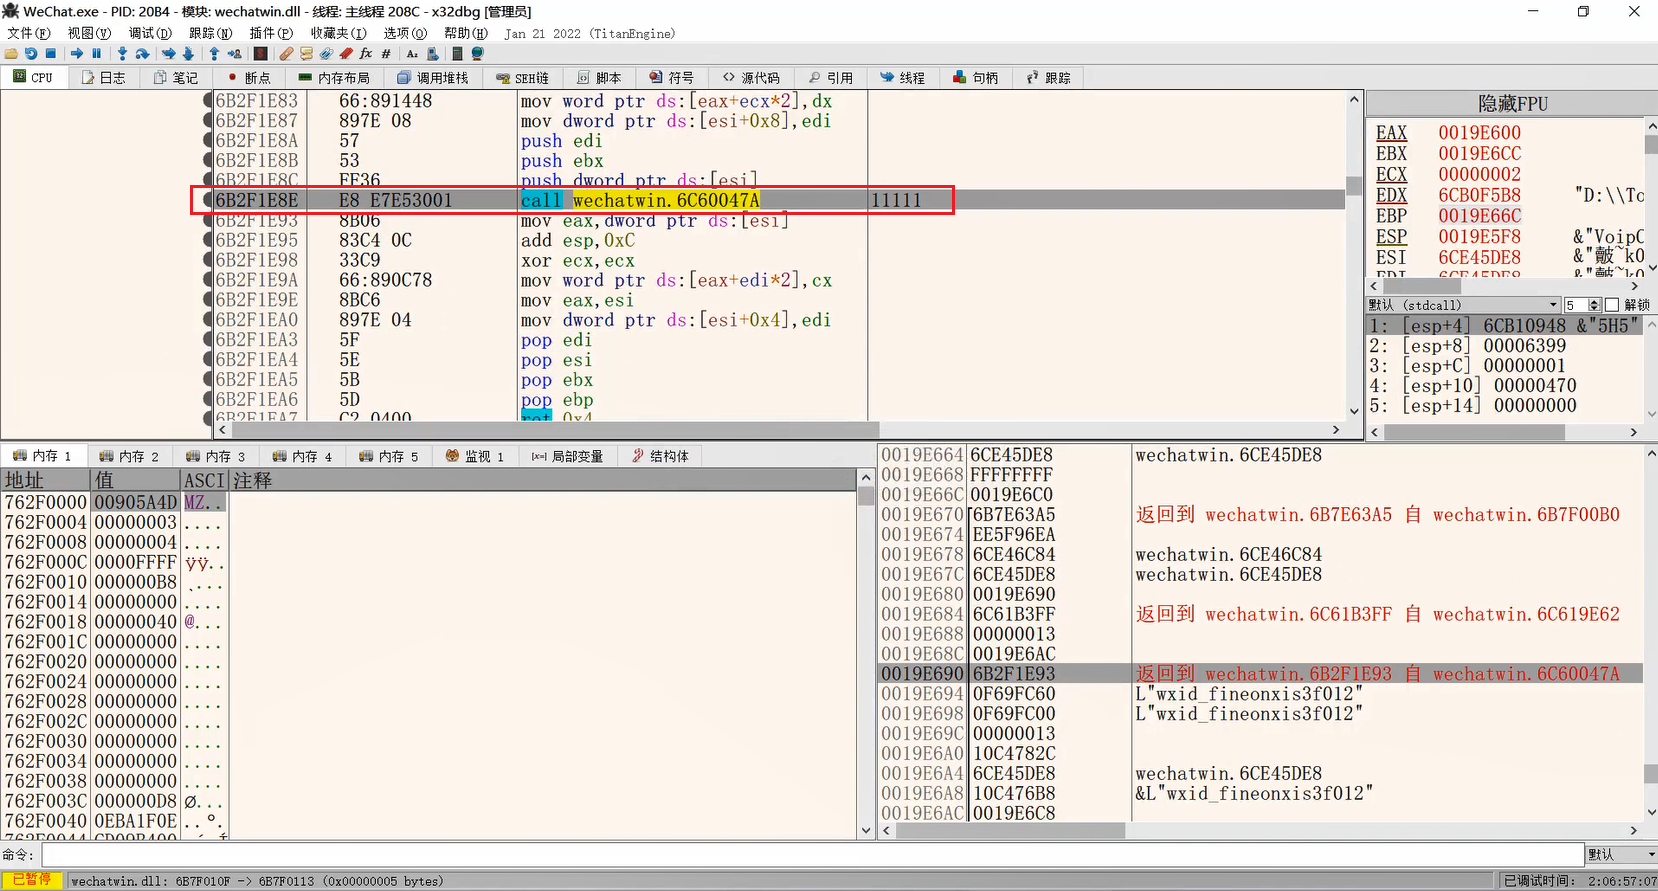 WeChat.exe - PID: 20B4 - 模块: wechatwin.dll - 线程: 主线程 208C - x32dbg [管理员]
文件(F) 视图(V) 调试(D) 跟踪(N) 插件(P) 收藏夹(I) 选项(O) 帮助(H) Jan 21 2022 (TitanEngine)
CPU 日志 笔记 断点 内存布局 调用堆栈 SEH链 脚本 符号 源代码 引用 线程 句柄 跟踪
6B2F1E83 66:891448 mov word ptr ds:[eax+ecx*2],dx
6B2F1E87 897E 08 mov dword ptr ds:[esi+0x8],edi
6B2F1E8A 57 push edi
6B2F1E8B 53 push ebx
6B2F1E8C FF36 push dword ptr ds:[esi]
6B2F1E8E E8 E7E53001 call wechatwin.6C60047A 11111
6B2F1E93 8B06 mov eax,dword ptr ds:[esi]
6B2F1E95 83C4 0C add esp,0xC
6B2F1E98 33C9 xor ecx,ecx
6B2F1E9A 66:890C78 mov word ptr ds:[eax+edi*2],cx
6B2F1E9E 8BC6 mov eax,esi
6B2F1EA0 897E 04 mov dword ptr ds:[esi+0x4],edi
6B2F1EA3 5F pop edi
6B2F1EA4 5E pop esi
6B2F1EA5 5B pop ebx
6B2F1EA6 5D pop ebp
6B2F1EA7 C2 0400 ret 0x4
隐藏FPU
EAX 0019E600
EBX 0019E6CC
ECX 00000002
EDX 6CB0F5B8 "D:\\To
EBP 0019E66C
ESP 0019E5F8 &"VoipC
ESI 6CE45DE8
EDI 6CE45DE8
默认 (stdcall) 5 解锁
1: [esp+4] 6CB10948 &"5H5"
2: [esp+8] 00006399
3: [esp+C] 00000001
4: [esp+10] 00000470
5: [esp+14] 00000000
内存 1 内存 2 内存 3 内存 4 内存 5 监视 1 [x=] 局部变量 结构体
地址 值 ASCI 注释
762F0000 00905A4D MZ..
762F0004 00000003 ....
762F0008 00000004 ....
762F000C 0000FFFF ÿÿ..
762F0010 000000B8 ¸...
762F0014 00000000 ....
762F0018 00000040 @...
762F001C 00000000 ....
762F0020 00000000 ....
762F0024 00000000 ....
762F0028 00000000 ....
762F002C 00000000 ....
762F0030 00000000 ....
762F0034 00000000 ....
762F0038 00000000 ....
762F003C 000000D8 Ø...
762F0040 0EBA1F0E ..º.
762F0044 CD09B400
0019E664 6CE45DE8 wechatwin.6CE45DE8
0019E668 FFFFFFFF
0019E66C 0019E6C0
0019E670 6B7E63A5 返回到 wechatwin.6B7E63A5 自 wechatwin.6B7F00B0
0019E674 EE5F96EA
0019E678 6CE46C84 wechatwin.6CE46C84
0019E67C 6CE45DE8 wechatwin.6CE45DE8
0019E680 0019E690
0019E684 6C61B3FF 返回到 wechatwin.6C61B3FF 自 wechatwin.6C619E62
0019E688 00000013
0019E68C 0019E6AC
0019E690 6B2F1E93 返回到 wechatwin.6B2F1E93 自 wechatwin.6C60047A
0019E694 0F69FC60 L"wxid_fineonxis3f012"
0019E698 0F69FC00 L"wxid_fineonxis3f012"
0019E69C 00000013
0019E6A0 10C4782C
0019E6A4 6CE45DE8 wechatwin.6CE45DE8
0019E6A8 10C476B8 &L"wxid_fineonxis3f012"
0019E6AC 0019E6C8
命令: 默认
已暂停 wechatwin.dll: 6B7F010F -> 6B7F0113 (0x00000005 bytes) 已调试时间: 2:06:57:07